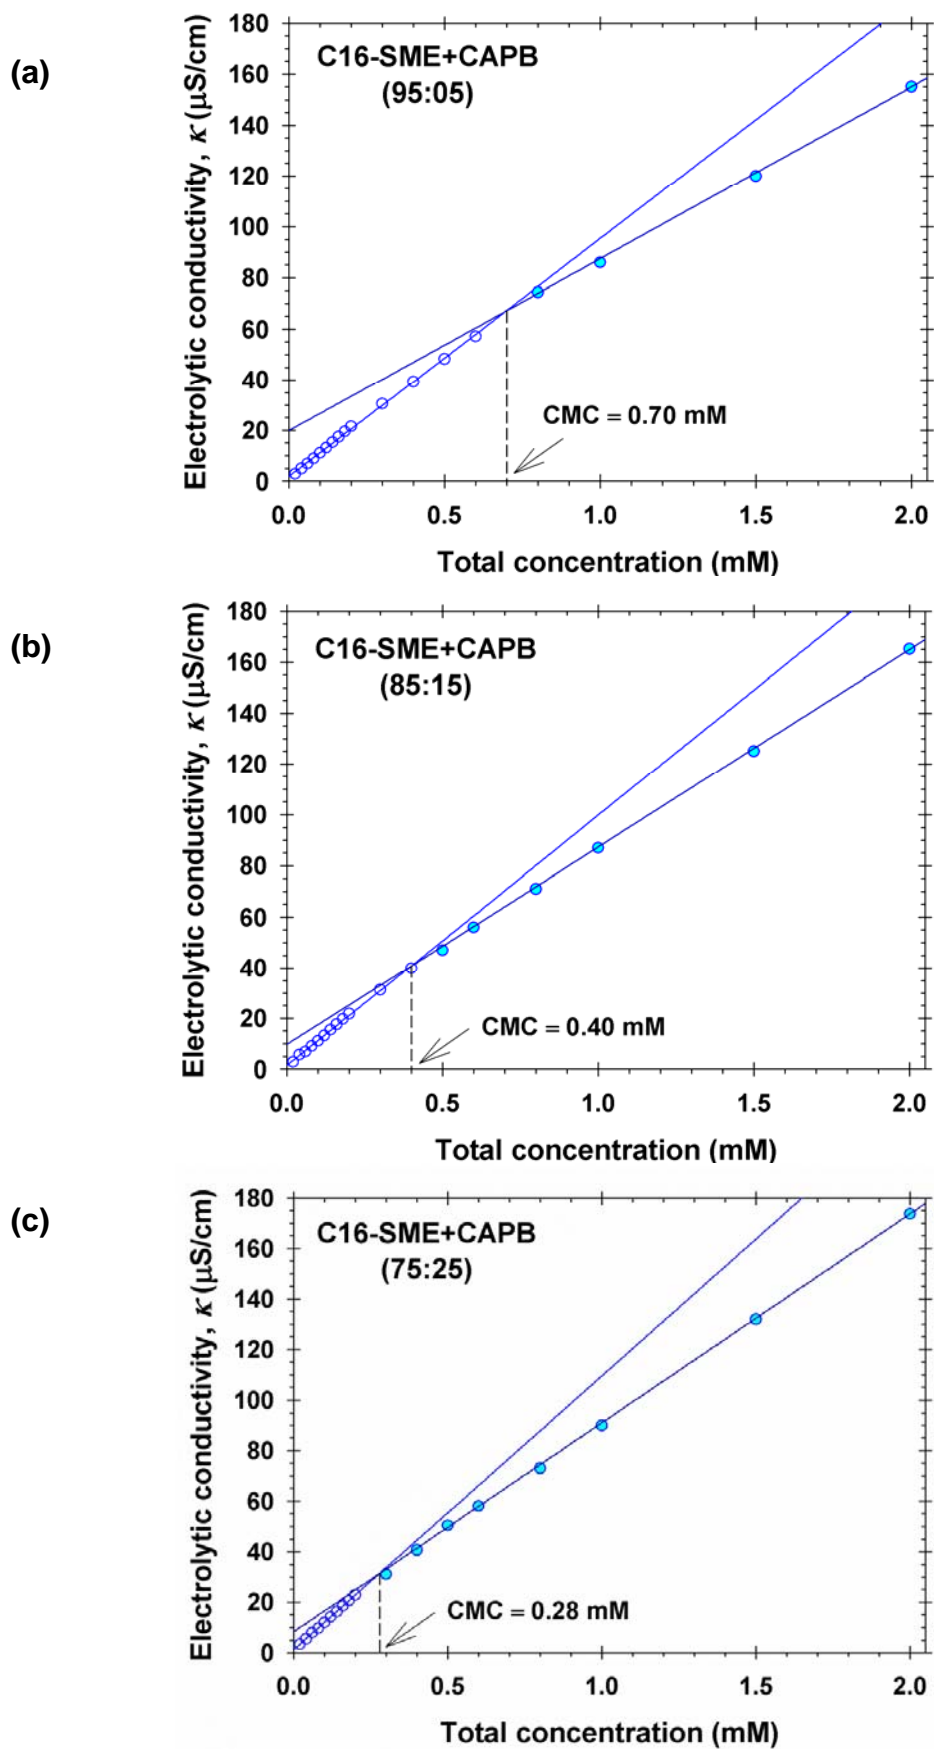 (a)
C16-SME+CAPB
(95:05)
Electrolytic conductivity, κ (µS/cm)
180
160
140
120
100
80
60
40
20
0
CMC = 0.70 mM
0.0 0.5 1.0 1.5 2.0
Total concentration (mM)
(b)
C16-SME+CAPB
(85:15)
Electrolytic conductivity, κ (µS/cm)
180
160
140
120
100
80
60
40
20
0
CMC = 0.40 mM
0.0 0.5 1.0 1.5 2.0
Total concentration (mM)
(c)
C16-SME+CAPB
(75:25)
Electrolytic conductivity, κ (µS/cm)
180
160
140
120
100
80
60
40
20
0
CMC = 0.28 mM
0.0 0.5 1.0 1.5 2.0
Total concentration (mM)